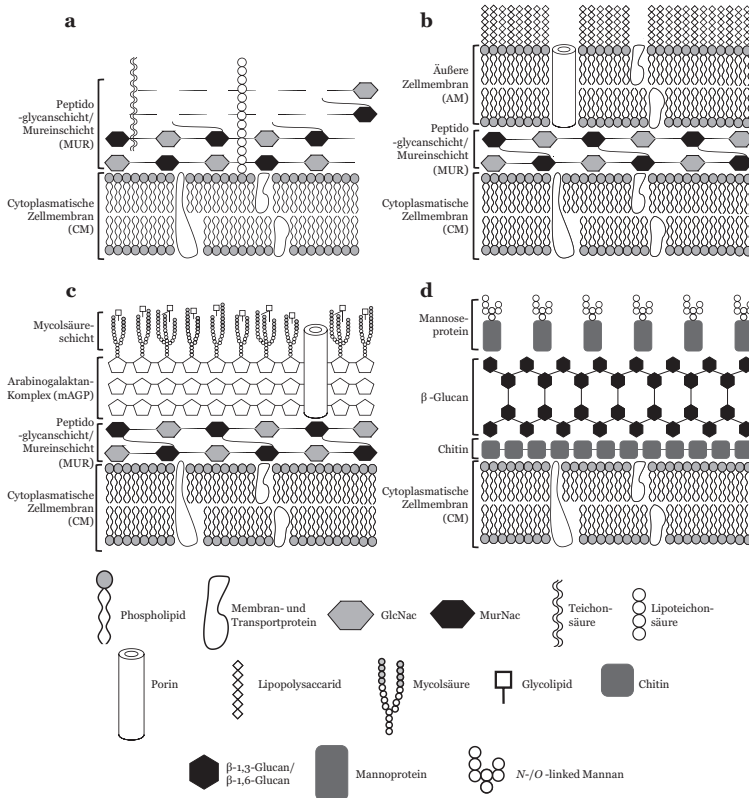 a
Peptido
-glycanschicht/
Mureinschicht
(MUR)
Cytoplasmatische
Zellmembran
(CM)
b
Äußere
Zellmembran
(AM)
Peptido
-glycanschicht/
Mureinschicht
(MUR)
Cytoplasmatische
Zellmembran
(CM)
c
Mycolsäure-
schicht
Arabinogalaktan-
Komplex (mAGP)
Peptido
-glycanschicht/
Mureinschicht
(MUR)
Cytoplasmatische
Zellmembran
(CM)
d
Mannose-
protein
β -Glucan
Chitin
Cytoplasmatische
Zellmembran
(CM)
Phospholipid
Membran- und
Transportprotein
GlcNac
MurNac
Teichon-
säure
Lipoteichon-
säure
Porin
Lipopolysaccarid
Mycolsäure
Glycolipid
Chitin
β-1,3-Glucan/
β-1,6-Glucan
Mannoprotein
N-/O -linked Mannan